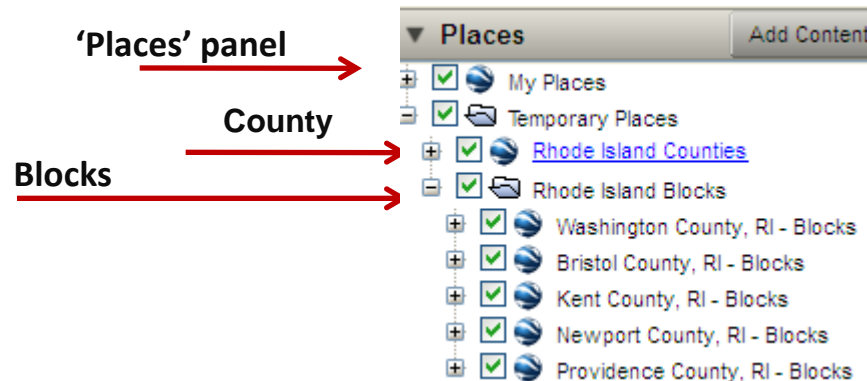 ‘Places’ panel
County
Blocks
Places Add Content
My Places
Temporary Places
Rhode Island Counties
Rhode Island Blocks
Washington County, RI - Blocks
Bristol County, RI - Blocks
Kent County, RI - Blocks
Newport County, RI - Blocks
Providence County, RI - Blocks